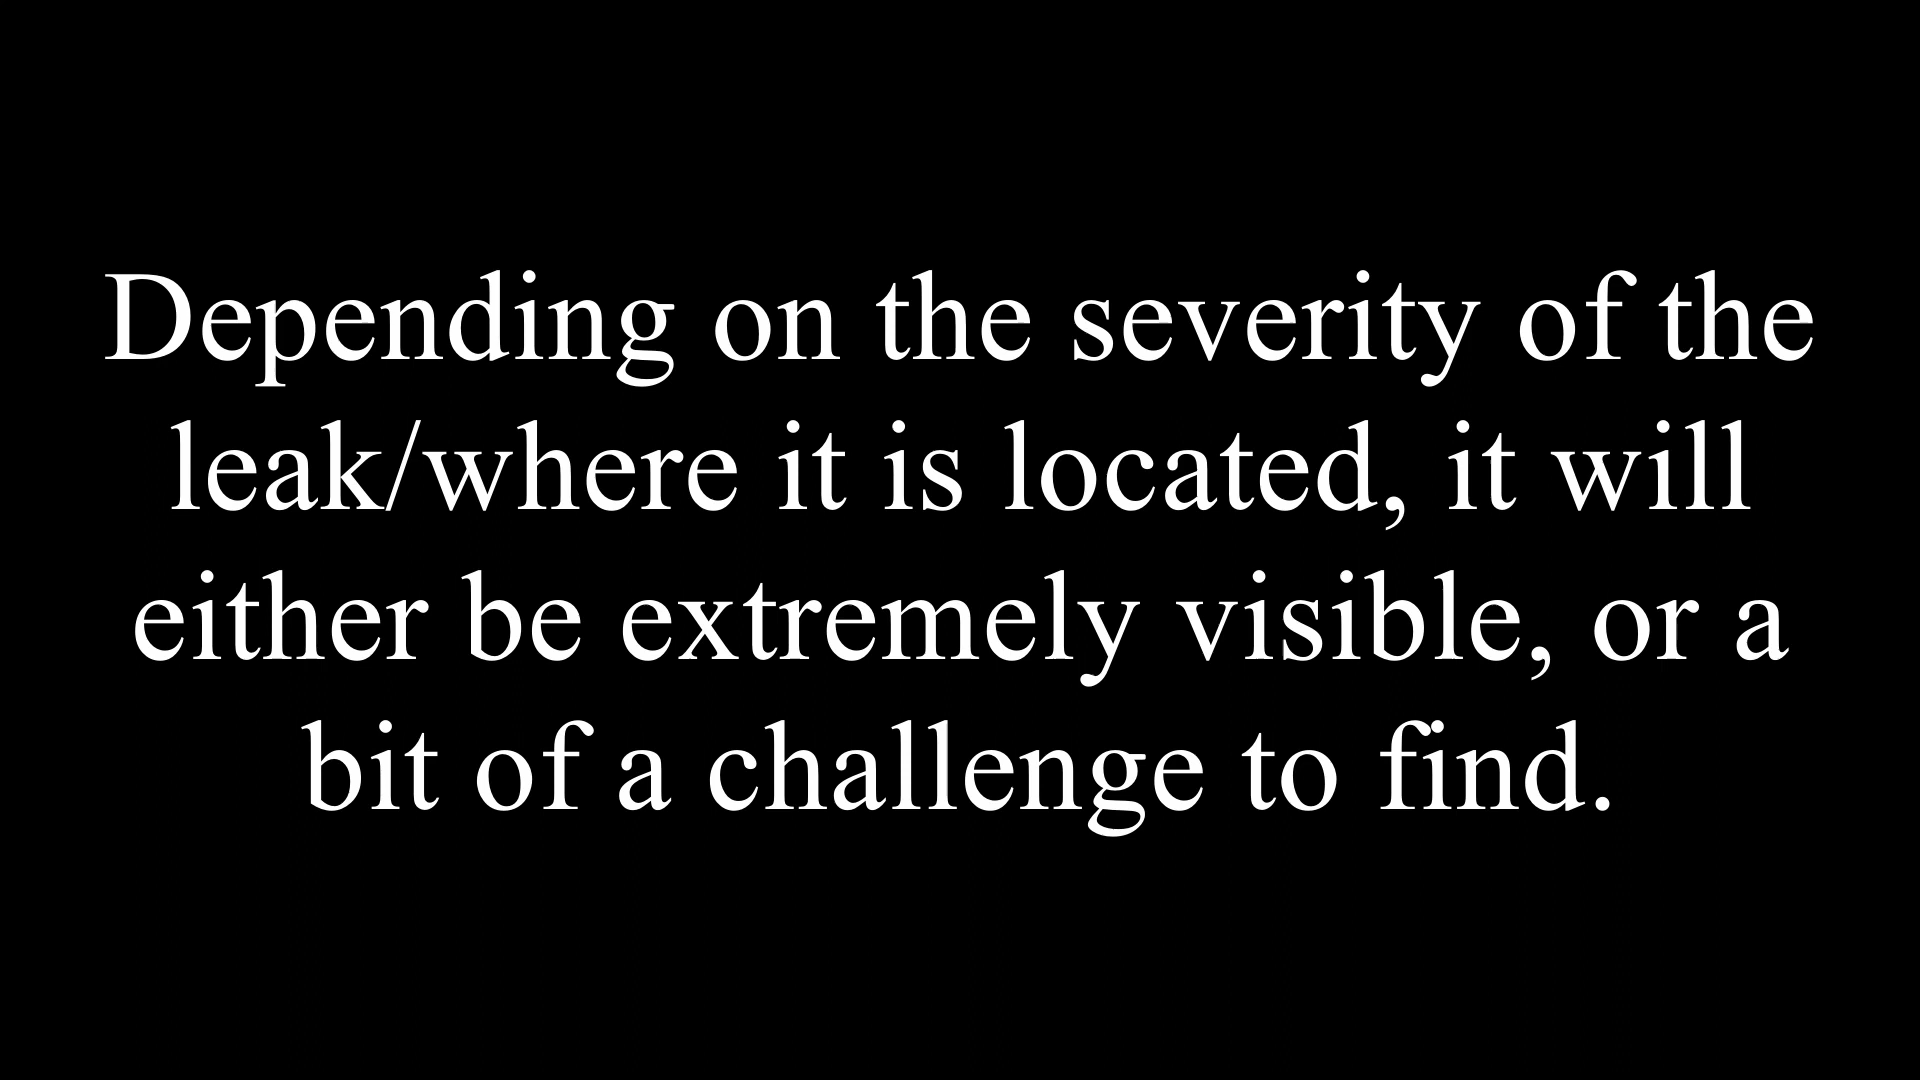 Depending on the severity of the
leak/where it is located, it will
either be extremely visible, or a
bit of a challenge to find.